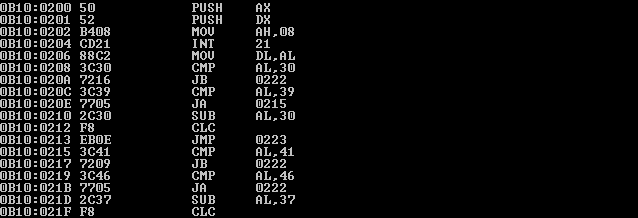 0B10:0200 50 PUSH AX
0B10:0201 52 PUSH DX
0B10:0202 B408 MOV AH,08
0B10:0204 CD21 INT 21
0B10:0206 88C2 MOV DL,AL
0B10:0208 3C30 CMP AL,30
0B10:020A 7216 JB 0222
0B10:020C 3C39 CMP AL,39
0B10:020E 7705 JA 0215
0B10:0210 2C30 SUB AL,30
0B10:0212 F8 CLC
0B10:0213 EB0E JMP 0223
0B10:0215 3C41 CMP AL,41
0B10:0217 7209 JB 0222
0B10:0219 3C46 CMP AL,46
0B10:021B 7705 JA 0222
0B10:021D 2C37 SUB AL,37
0B10:021F F8 CLC